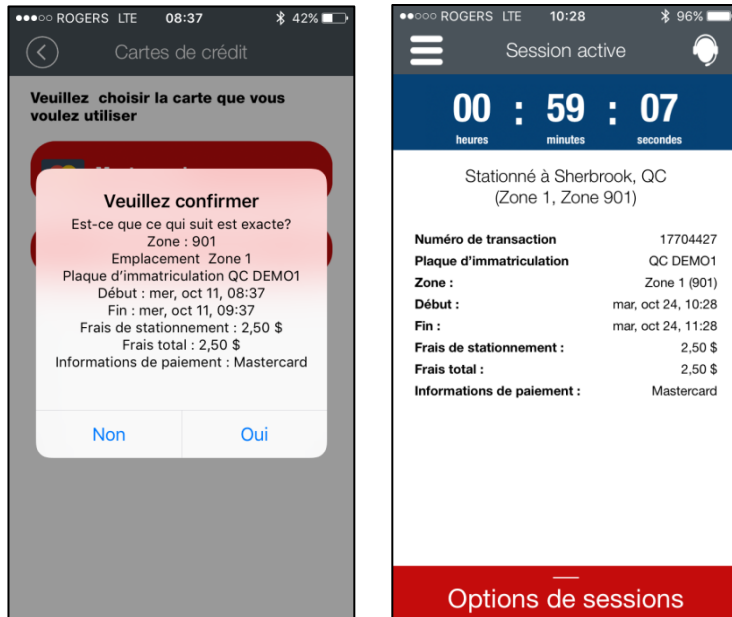 ROGERS LTE 08:37 42%
Cartes de crédit
Veuillez choisir la carte que vous
voulez utiliser
Veuillez confirmer
Est-ce que ce qui suit est exacte?
Zone : 901
Emplacement Zone 1
Plaque d'immatriculation QC DEMO1
Début : mer, oct 11, 08:37
Fin : mer, oct 11, 09:37
Frais de stationnement : 2,50 $
Frais total : 2,50 $
Informations de paiement : Mastercard
Non Oui
ROGERS LTE 10:28 96%
Session active
00 : 59 : 07
heures minutes secondes
Stationné à Sherbrook, QC
(Zone 1, Zone 901)
Numéro de transaction 17704427
Plaque d'immatriculation QC DEMO1
Zone : Zone 1 (901)
Début : mar, oct 24, 10:28
Fin : mar, oct 24, 11:28
Frais de stationnement : 2,50 $
Frais total : 2,50 $
Informations de paiement : Mastercard
Options de sessions